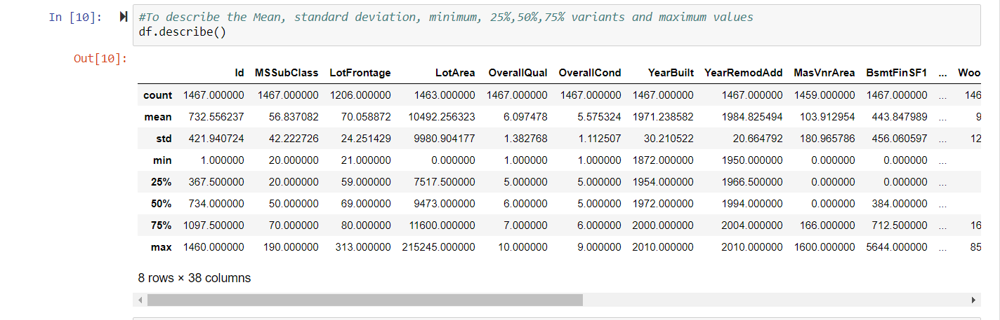 In [10]:
#To describe the Mean, standard deviation, minimum, 25%,50%,75% variants and maximum values
df.describe()
Out[10]:
Id MSSubClass LotFrontage LotArea OverallQual OverallCond YearBuilt YearRemodAdd MasVnrArea BsmtFinSF1 ... Woo
count 1467.000000 1467.000000 1206.000000 1463.000000 1467.000000 1467.000000 1467.000000 1467.000000 1459.000000 1467.000000 ... 146
mean 732.556237 56.837082 70.058872 10492.256323 6.097478 5.575324 1971.238582 1984.825494 103.912954 443.847989 ... 9
std 421.940724 42.222726 24.251429 9980.904177 1.382768 1.112507 30.210522 20.664792 180.965786 456.060597 ... 12
min 1.000000 20.000000 21.000000 0.000000 1.000000 1.000000 1872.000000 1950.000000 0.000000 0.000000 ...
25% 367.500000 20.000000 59.000000 7517.500000 5.000000 5.000000 1954.000000 1966.500000 0.000000 0.000000 ...
50% 734.000000 50.000000 69.000000 9473.000000 6.000000 5.000000 1972.000000 1994.000000 0.000000 384.000000 ...
75% 1097.500000 70.000000 80.000000 11600.000000 7.000000 6.000000 2000.000000 2004.000000 166.000000 712.500000 ... 16
max 1460.000000 190.000000 313.000000 215245.000000 10.000000 9.000000 2010.000000 2010.000000 1600.000000 5644.000000 ... 85
8 rows × 38 columns